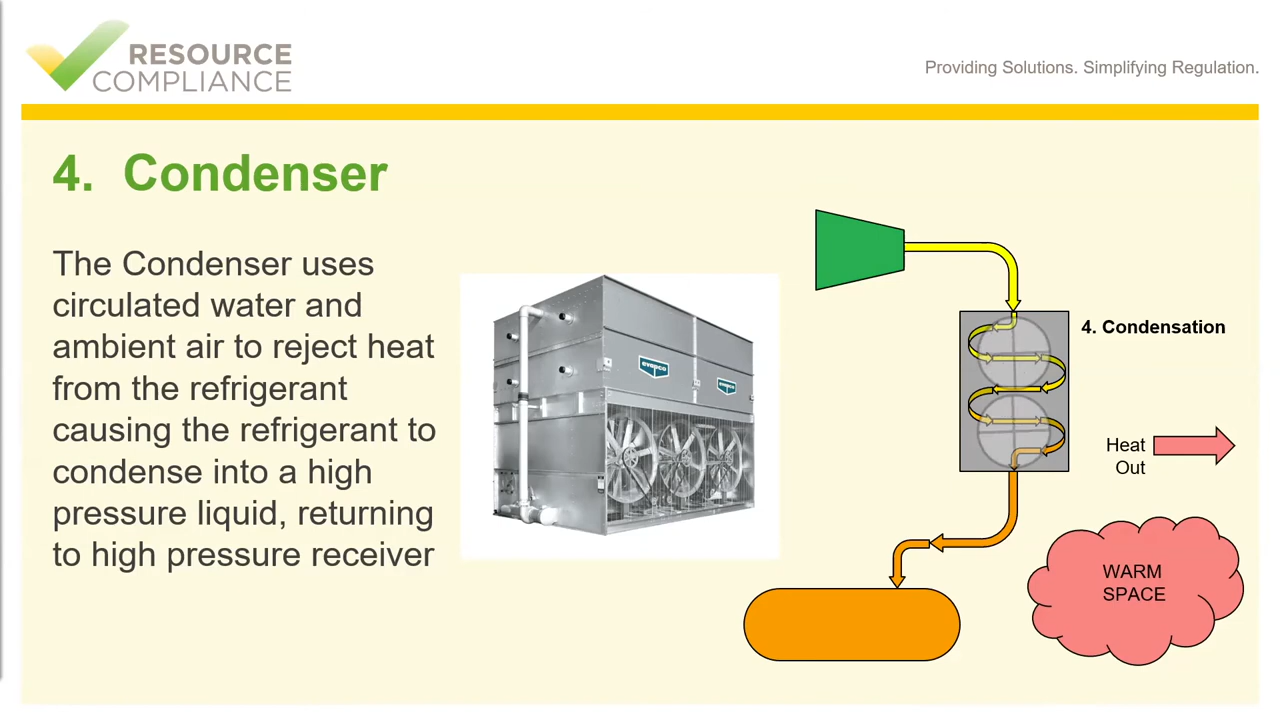 RESOURCE
COMPLIANCE
Providing Solutions. Simplifying Regulation.
4. Condenser
The Condenser uses
circulated water and
ambient air to reject heat
from the refrigerant
causing the refrigerant to
condense into a high
pressure liquid, returning
to high pressure receiver
evapco
evapco
4. Condensation
Heat
Out
WARM
SPACE